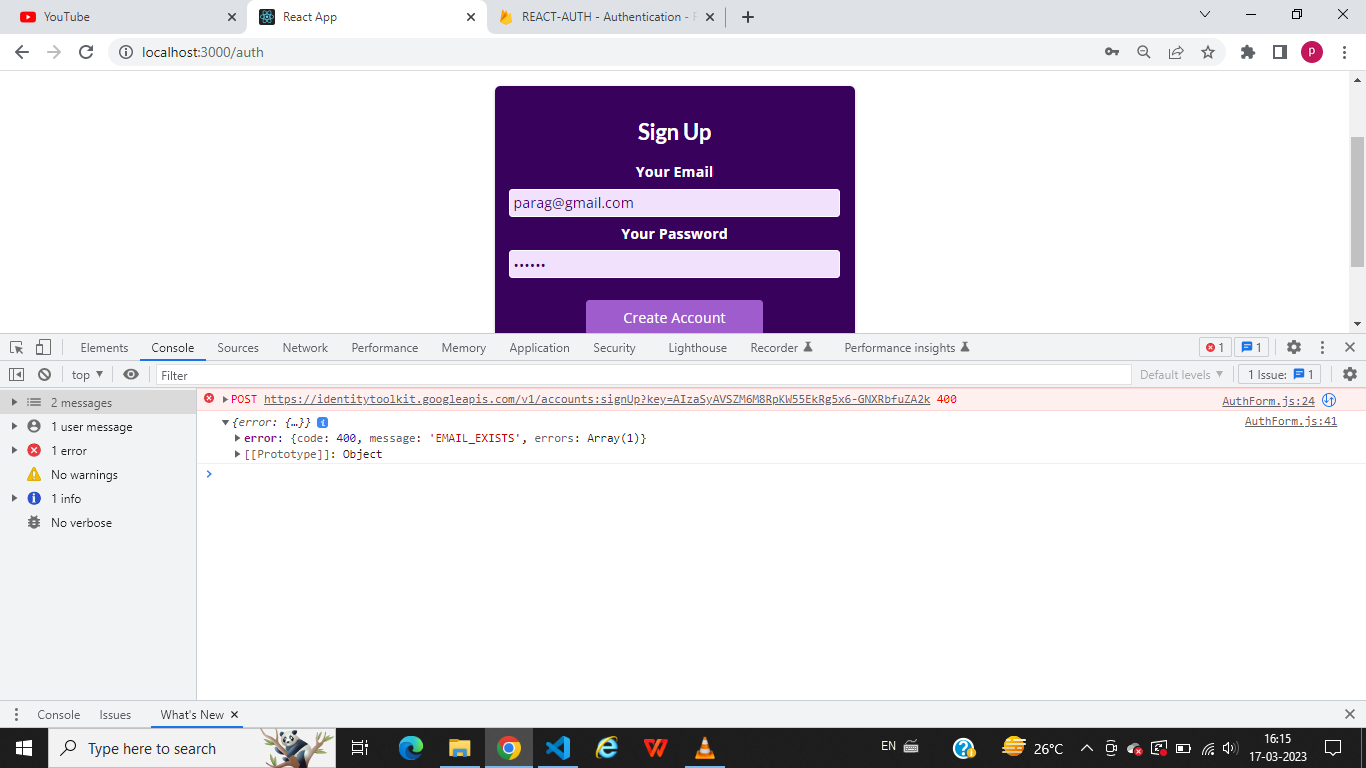 YouTube
React App
REACT-AUTH - Authentication -
localhost:3000/auth
P
Sign Up
Your Email
parag@gmail.com
Your Password
••••••
Create Account
Elements Console Sources Network Performance Memory Application Security Lighthouse Recorder Performance insights 1 1
top Filter Default levels 1 Issue: 1
2 messages
1 user message
1 error
No warnings
1 info
No verbose
POST https://identitytoolkit.googleapis.com/v1/accounts:signUp?key=AIzaSyAVSZM6M8RpKW55EkRg5x6-GNXRbfuZA2k 400 AuthForm.js:24
{error: {…}} i AuthForm.js:41
error: {code: 400, message: 'EMAIL_EXISTS', errors: Array(1)}
[[Prototype]]: Object
Console Issues What's New
Type here to search
EN
26°C
16:15
17-03-2023